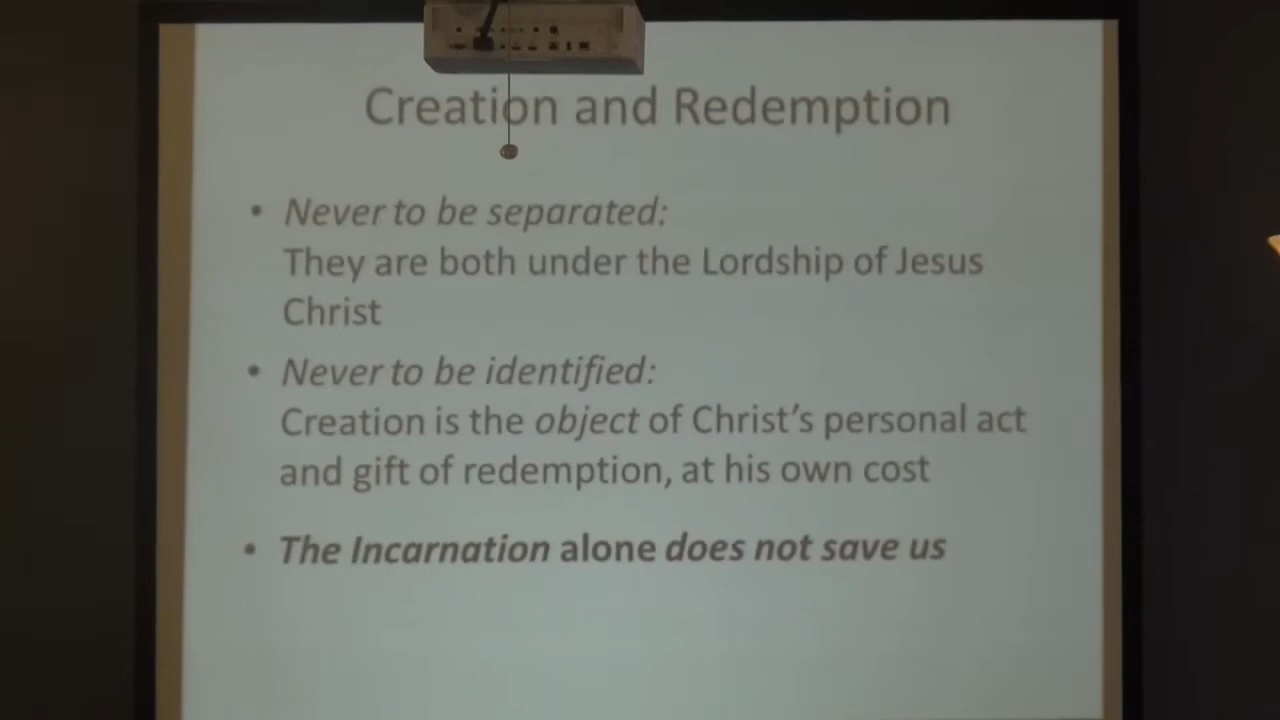 Creation and Redemption
• Never to be separated:
They are both under the Lordship of Jesus
Christ
• Never to be identified:
Creation is the object of Christ's personal act
and gift of redemption, at his own cost
• The Incarnation alone does not save us